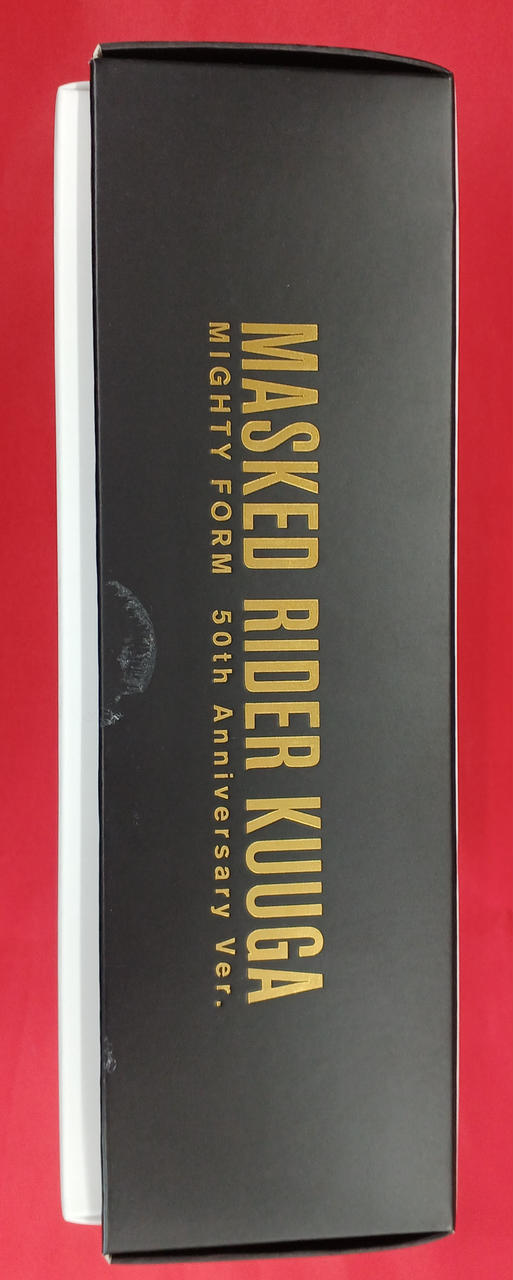 MASKED RIDER KUUGA
MIGHTY FORM 50th Anniversary Ver.